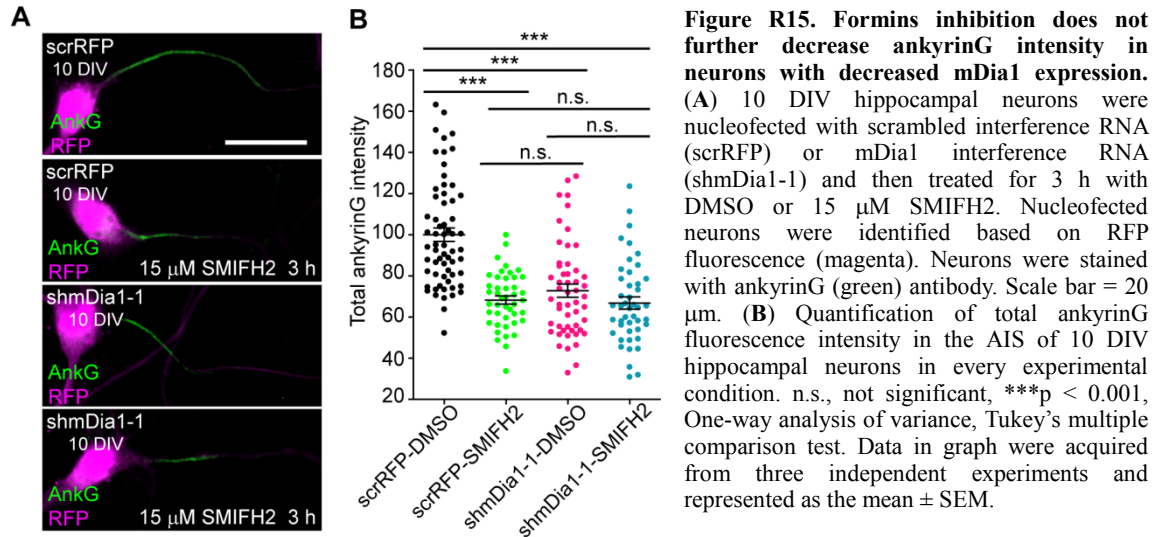 A
scrRFP
10 DIV
AnkG
RFP
scrRFP
10 DIV
AnkG
RFP
15 μM SMIFH2 3 h
shmDia1-1
10 DIV
AnkG
RFP
shmDia1-1
10 DIV
AnkG
RFP
15 μM SMIFH2 3 h
B
***
***
***
n.s.
n.s.
n.s.
Total ankyrinG intensity
180
160
140
120
100
80
60
40
20
scrRFP-DMSO
scrRFP-SMIFH2
shmDia1-1-DMSO
shmDia1-1-SMIFH2
Figure R15. Formins inhibition does not
further decrease ankyrinG intensity in
neurons with decreased mDia1 expression.
(A) 10 DIV hippocampal neurons were
nucleofected with scrambled interference RNA
(scrRFP) or mDia1 interference RNA
(shmDia1-1) and then treated for 3 h with
DMSO or 15 μM SMIFH2. Nucleofected
neurons were identified based on RFP
fluorescence (magenta). Neurons were stained
with ankyrinG (green) antibody. Scale bar = 20
μm. (B) Quantification of total ankyrinG
fluorescence intensity in the AIS of 10 DIV
hippocampal neurons in every experimental
condition. n.s., not significant, ***p < 0.001,
One-way analysis of variance, Tukey's multiple
comparison test. Data in graph were acquired
from three independent experiments and
represented as the mean ± SEM.